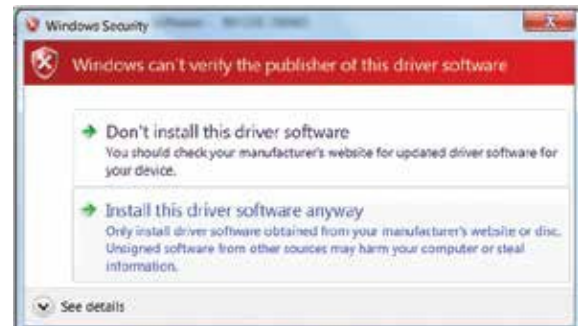 Windows Security
Windows can't verify the publisher of this driver software
Don't install this driver software
You should check your manufacturer's website for updated driver software for
your device.
Install this driver software anyway
Only install driver software obtained from your manufacturer's website or disc.
Unsigned software from other sources may harm your computer or steal
information.
See details